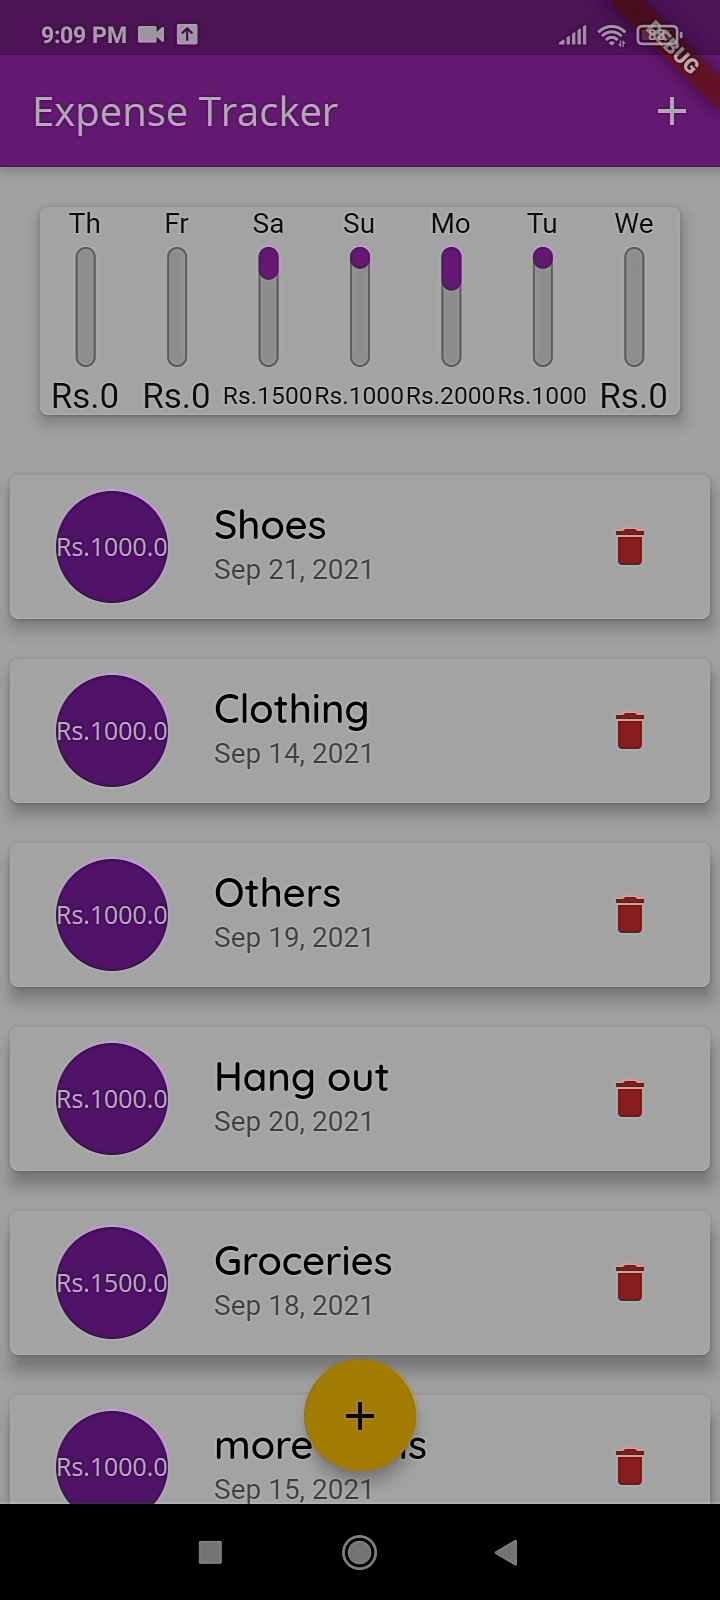 9:09 PM
DEBUG
Expense Tracker
Th Fr Sa Su Mo Tu We
Rs.0 Rs.0 Rs.1500 Rs.1000 Rs.2000 Rs.1000 Rs.0
Rs.1000.0
Shoes
Sep 21, 2021
Rs.1000.0
Clothing
Sep 14, 2021
Rs.1000.0
Others
Sep 19, 2021
Rs.1000.0
Hang out
Sep 20, 2021
Rs.1500.0
Groceries
Sep 18, 2021
Rs.1000.0
more
Sep 15, 2021